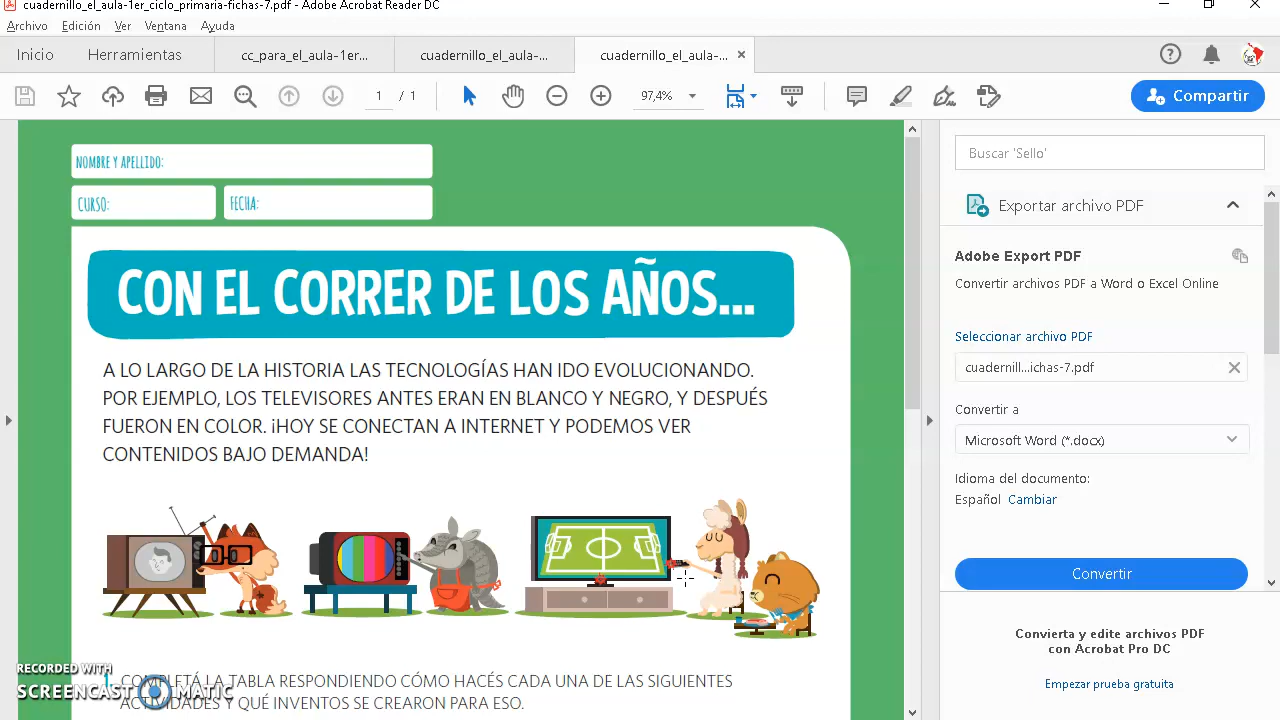 cuadernillo_el_aula-1er_ciclo_primaria-fichas-7.pdf - Adobe Acrobat Reader DC
Archivo Edición Ver Ventana Ayuda
Inicio Herramientas cc_para_el_aula-1er... cuadernillo_el_aula-... cuadernillo_el_aula-...
1 / 1 97,4% Compartir
NOMBRE Y APELLIDO:
CURSO: FECHA:
CON EL CORRER DE LOS AÑOS...
A LO LARGO DE LA HISTORIA LAS TECNOLOGÍAS HAN IDO EVOLUCIONANDO.
POR EJEMPLO, LOS TELEVISORES ANTES ERAN EN BLANCO Y NEGRO, Y DESPUÉS
FUERON EN COLOR. ¡HOY SE CONECTAN A INTERNET Y PODEMOS VER
CONTENIDOS BAJO DEMANDA!
1. COMPLETÁ LA TABLA RESPONDIENDO CÓMO HACÉS CADA UNA DE LAS SIGUIENTES
ACTIVIDADES Y QUÉ INVENTOS SE CREARON PARA ESO.
RECORDED WITH
SCREENCAST MATIC
Buscar 'Sello'
Exportar archivo PDF
Adobe Export PDF
Convertir archivos PDF a Word o Excel Online
Seleccionar archivo PDF
cuadernill...ichas-7.pdf
Convertir a
Microsoft Word (*.docx)
Idioma del documento:
Español Cambiar
Convertir
Convierta y edite archivos PDF
con Acrobat Pro DC
Empezar prueba gratuita